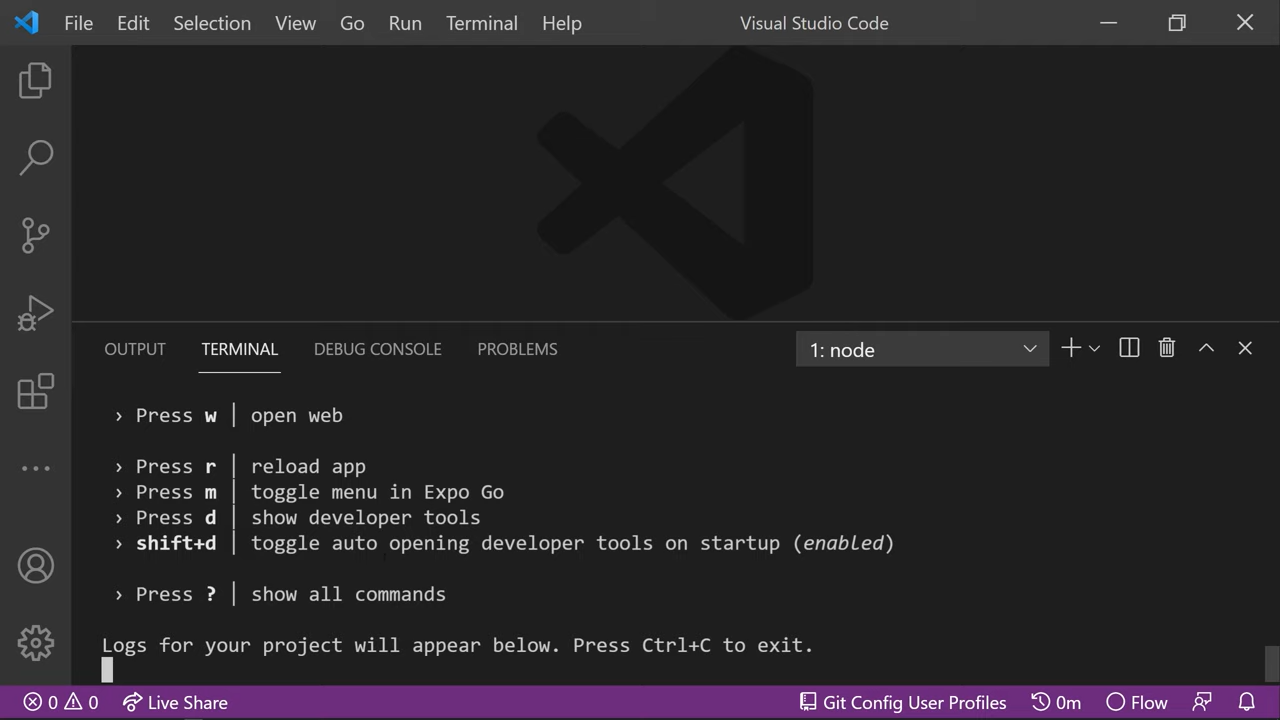 File Edit Selection View Go Run Terminal Help Visual Studio Code
OUTPUT TERMINAL DEBUG CONSOLE PROBLEMS 1: node
› Press w │ open web
› Press r │ reload app
› Press m │ toggle menu in Expo Go
› Press d │ show developer tools
› shift+d │ toggle auto opening developer tools on startup (enabled)
› Press ? │ show all commands
Logs for your project will appear below. Press Ctrl+C to exit.
0 0 Live Share Git Config User Profiles 0m Flow